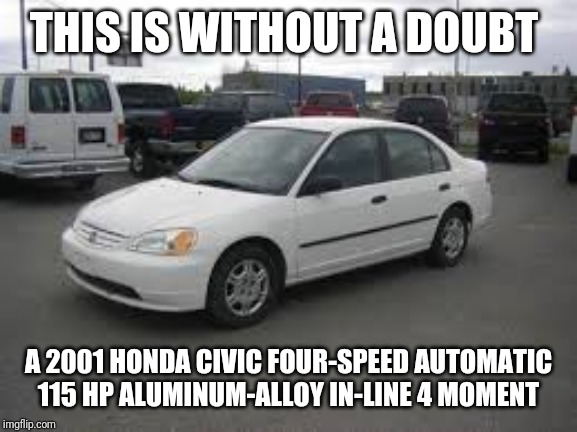 THIS IS WITHOUT A DOUBT
A 2001 HONDA CIVIC FOUR-SPEED AUTOMATIC
115 HP ALUMINUM-ALLOY IN-LINE 4 MOMENT
imgflip.com